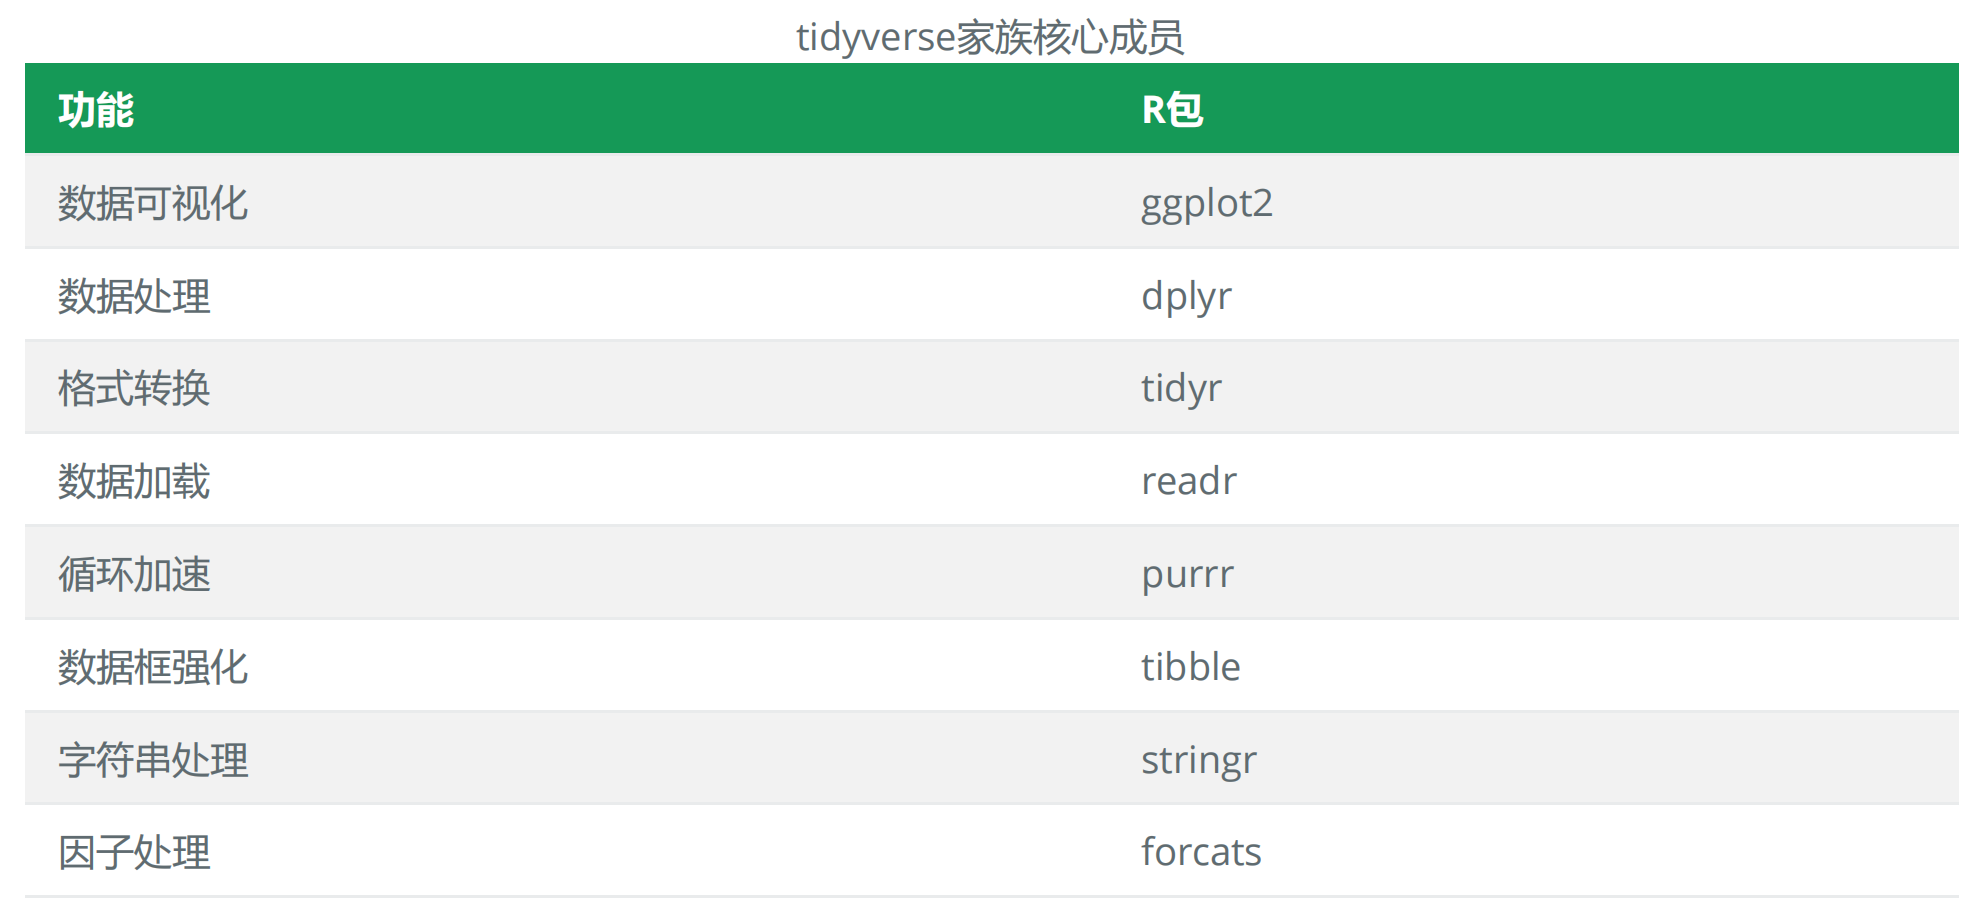 tidyverse家族核心成员
功能 R包
数据可视化 ggplot2
数据处理 dplyr
格式转换 tidyr
数据加载 readr
循环加速 purrr
数据框强化 tibble
字符串处理 stringr
因子处理 forcats